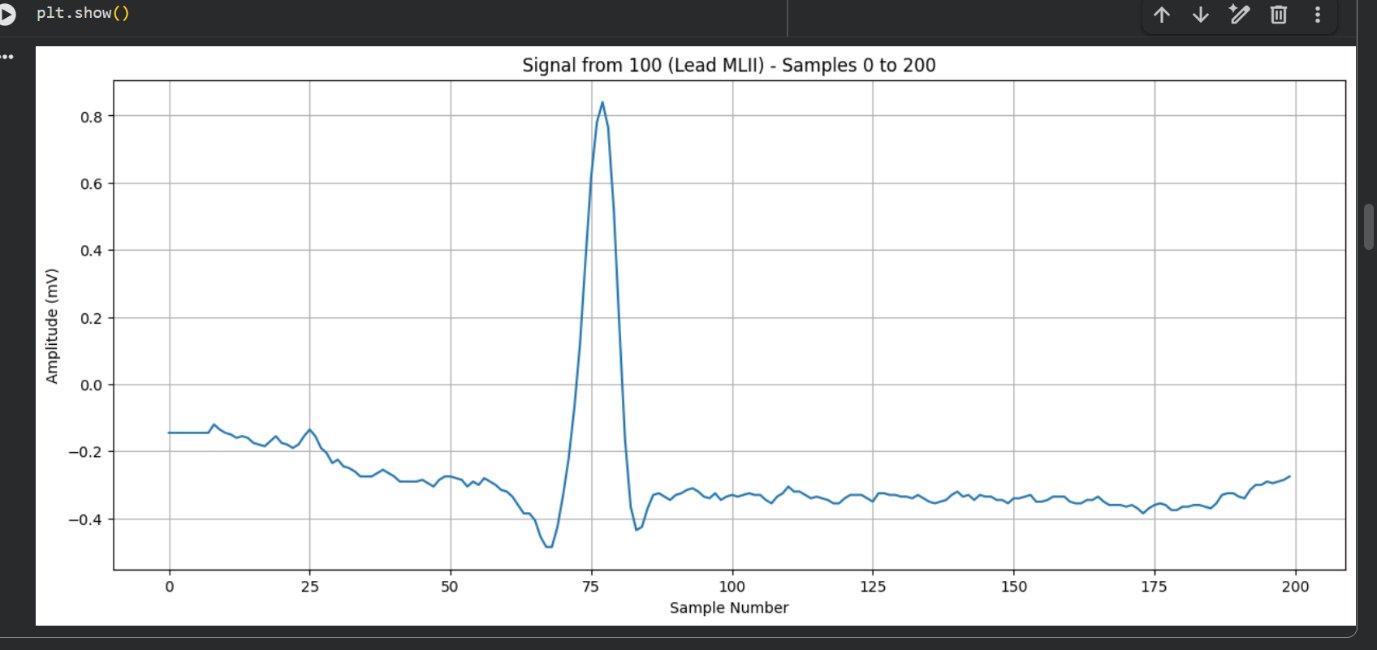 plt.show()
Signal from 100 (Lead MLII) - Samples 0 to 200
Amplitude (mV)
0.8
0.6
0.4
0.2
0.0
−0.2
−0.4
0 25 50 75 100 125 150 175 200
Sample Number